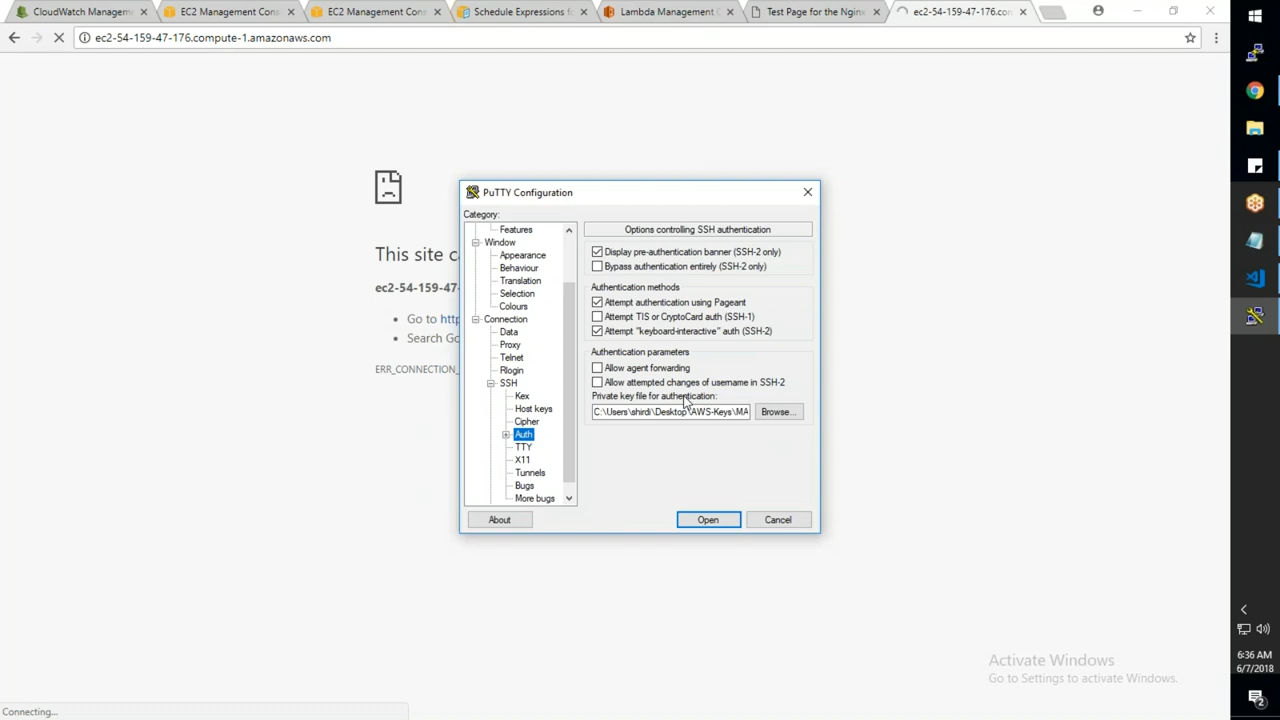 CloudWatch Manageme
EC2 Management Cons
EC2 Management Cons
Schedule Expressions fo
Lambda Management C
Test Page for the Nginx
ec2-54-159-47-176.com
ec2-54-159-47-176.compute-1.amazonaws.com
This site c
ec2-54-159-47-
Go to http
Search Go
ERR_CONNECTION_
PuTTY Configuration
Category:
Features
Window
Appearance
Behaviour
Translation
Selection
Colours
Connection
Data
Proxy
Telnet
Rlogin
SSH
Kex
Host keys
Cipher
Auth
TTY
X11
Tunnels
Bugs
More bugs
Options controlling SSH authentication
Display pre-authentication banner (SSH-2 only)
Bypass authentication entirely (SSH-2 only)
Authentication methods
Attempt authentication using Pageant
Attempt TIS or CryptoCard auth (SSH-1)
Attempt "keyboard-interactive" auth (SSH-2)
Authentication parameters
Allow agent forwarding
Allow attempted changes of username in SSH-2
Private key file for authentication:
C:\Users\shirdi\Desktop\AWS-Keys\MA
Browse...
About
Open
Cancel
Activate Windows
Go to Settings to activate Windows.
6:36 AM
6/7/2018
2
Connecting...